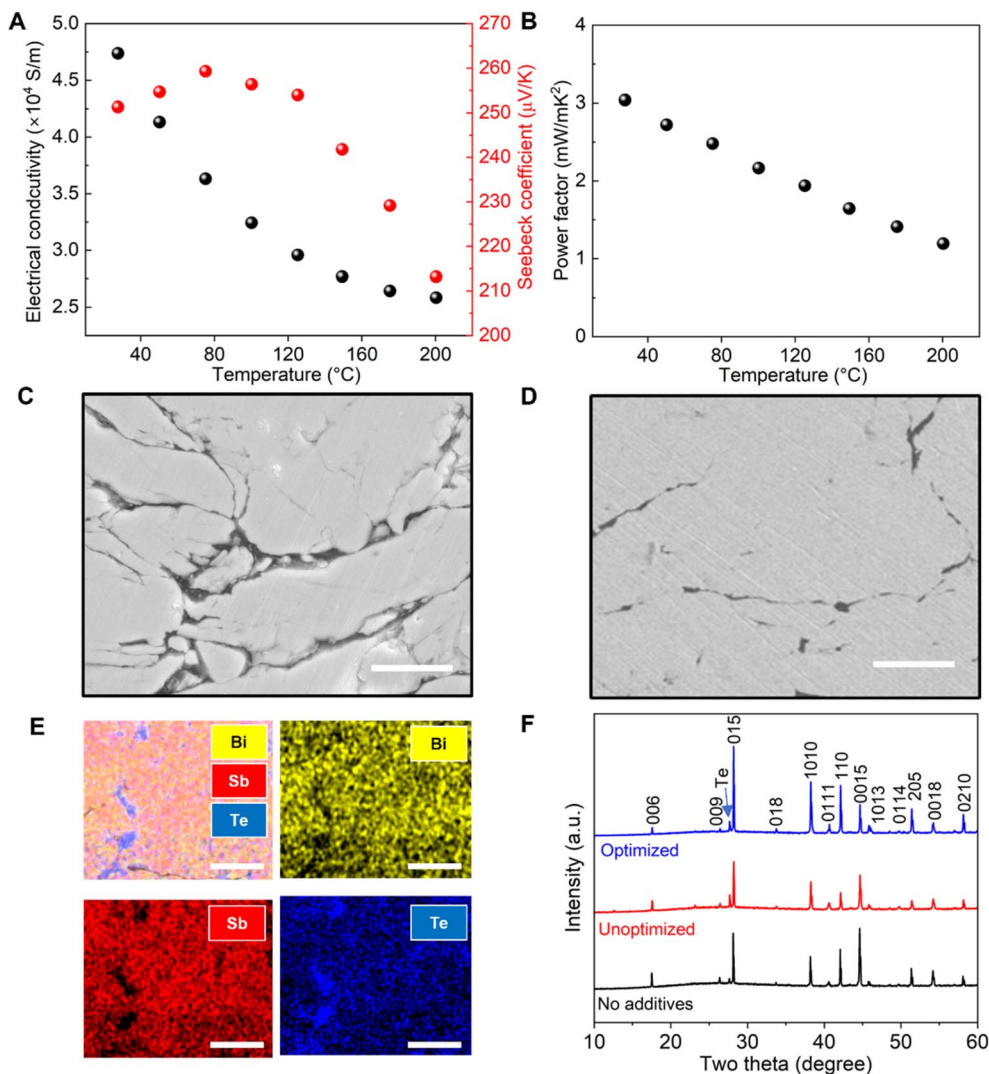 A
Electrical condcutivity (×10⁴ S/m)
5.0
4.5
4.0
3.5
3.0
2.5
270
260
250
240
230
220
210
200
Seebeck coefficient (μV/K)
40 80 120 160 200
Temperature (°C)
B
Power factor (mW/mK²)
4
3
2
1
0
40 80 120 160 200
Temperature (°C)
C
D
E
Bi
Sb
Te
Bi
Sb
Te
F
Intensity (a.u.)
006 009 Te 015 018 1010 0111 110 0015 1013 0114 205 0018 0210
Optimized
Unoptimized
No additives
10 20 30 40 50 60
Two theta (degree)